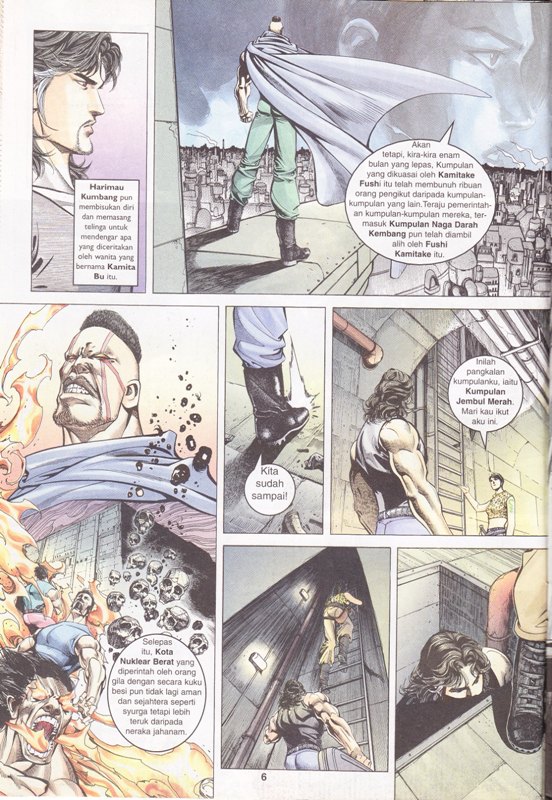 Harimau
Kumbang pun
membisukan diri
dan memasang
telinga untuk
mendengar apa
yang diceritakan
oleh wanita yang
bernama Kamita
Bu itu.
Akan
tetapi, kira-kira enam
bulan yang lepas, Kumpulan
yang dikuasai oleh Kamitake
Fushi itu telah membunuh ribuan
orang pengikut daripada kumpulan-
kumpulan yang lain.Teraju pemerintah-
an kumpulan-kumpulan mereka, ter-
masuk Kumpulan Naga Darah
Kembang pun telah diambil
alih oleh Fushi
Kamitake itu.
Kita
sudah
sampai!
Inilah
pangkalan
kumpulanku, iaitu
Kumpulan
Jembul Merah.
Mari kau ikut
aku ini.
Selepas
itu, Kota
Nuklear Berat yang
diperintah oleh orang
gila dengan secara kuku
besi pun tidak lagi aman
dan sejahtera seperti
syurga tetapi lebih
teruk daripada
neraka jahanam.
6